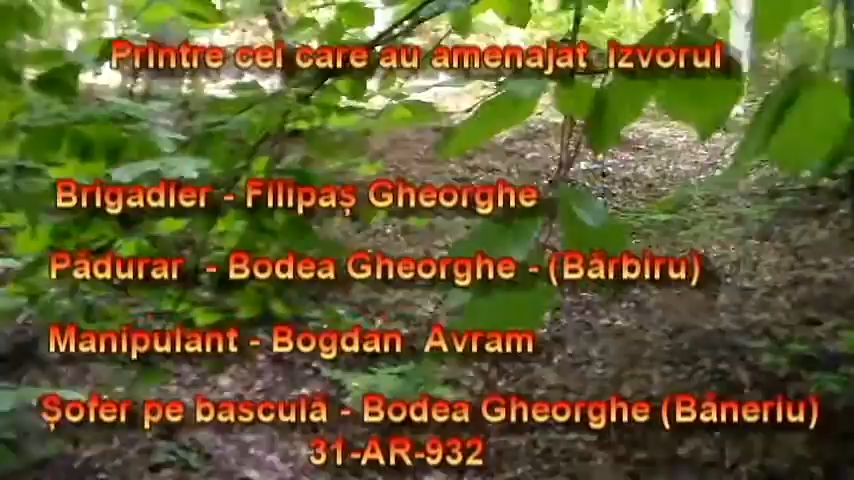 Printre cei care au amenajat izvorul
Brigadier - Filipaș Gheorghe
Pădurar - Bodea Gheorghe - (Bărbiru)
Manipulant - Bogdan Avram
Șofer pe basculă - Bodea Gheorghe (Băneriu)
31-AR-932